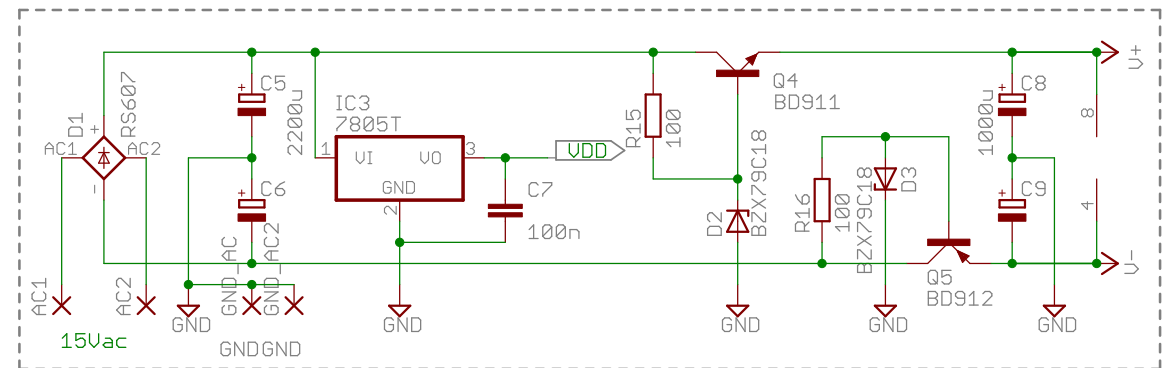 D1
RS607
AC1
AC2
+
-
C5
2200u
+
C6
+
IC3
7805T
1
VI
VO
3
GND
2
VDD
C7
100n
R15
100
Q4
BD911
D2
BZX79C18
R16
100
BZX79C18
D3
Q5
BD912
C8
1000u
+
C9
+
8
4
V+
V-
AC1
AC2
GND_AC
GND_AC2
GND
GND
GND
GND
GND
15Vac
GND
GND